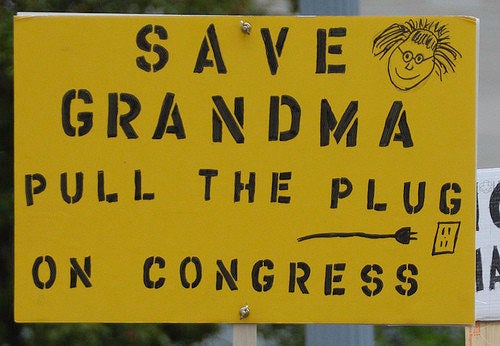 SAVE
GRANDMA
PULL THE PLUG
ON CONGRESS